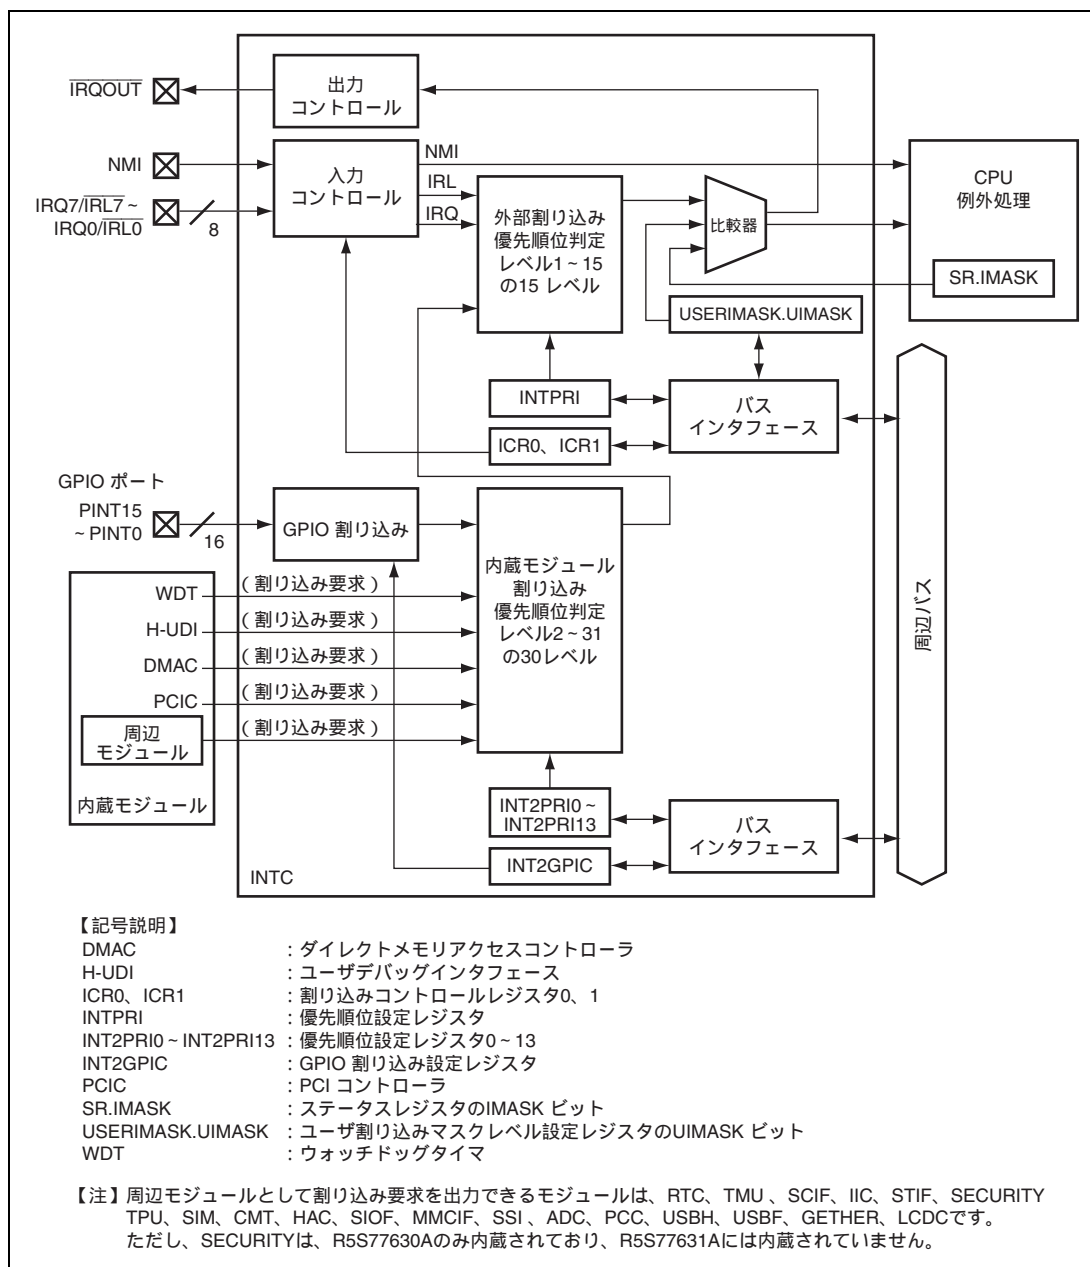 IRQOUT
出力
コントロール
NMI
入力
コントロール
NMI
IRL
IRQ
IRQ7/IRL7 ~
IRQ0/IRL0
8
外部割り込み
優先順位判定
レベル1 ~ 15
の15 レベル
比較器
CPU
例外処理
SR.IMASK
USERIMASK.UIMASK
INTPRI
バス
インタフェース
ICR0、ICR1
GPIO ポート
PINT15
~ PINT0
16
GPIO 割り込み
内蔵モジュール
割り込み
優先順位判定
レベル2 ~ 31
の30レベル
WDT
(割り込み要求)
H-UDI
(割り込み要求)
DMAC
(割り込み要求)
PCIC
(割り込み要求)
周辺
モジュール
(割り込み要求)
内蔵モジュール
周辺バス
INT2PRI0 ~
INT2PRI13
バス
インタフェース
INT2GPIC
INTC
【記号説明】
DMAC : ダイレクトメモリアクセスコントローラ
H-UDI : ユーザデバッグインタフェース
ICR0、ICR1 : 割り込みコントロールレジスタ0、1
INTPRI : 優先順位設定レジスタ
INT2PRI0 ~ INT2PRI13 : 優先順位設定レジスタ0 ~ 13
INT2GPIC : GPIO 割り込み設定レジスタ
PCIC : PCI コントローラ
SR.IMASK : ステータスレジスタのIMASK ビット
USERIMASK.UIMASK : ユーザ割り込みマスクレベル設定レジスタのUIMASK ビット
WDT : ウォッチドッグタイマ
【注】周辺モジュールとして割り込み要求を出力できるモジュールは、RTC、TMU 、SCIF、IIC、STIF、SECURITY
TPU、SIM、CMT、HAC、SIOF、MMCIF、SSI 、ADC、PCC、USBH、USBF、GETHER、LCDCです。
ただし、SECURITYは、R5S77630Aのみ内蔵されており、R5S77631Aには内蔵されていません。